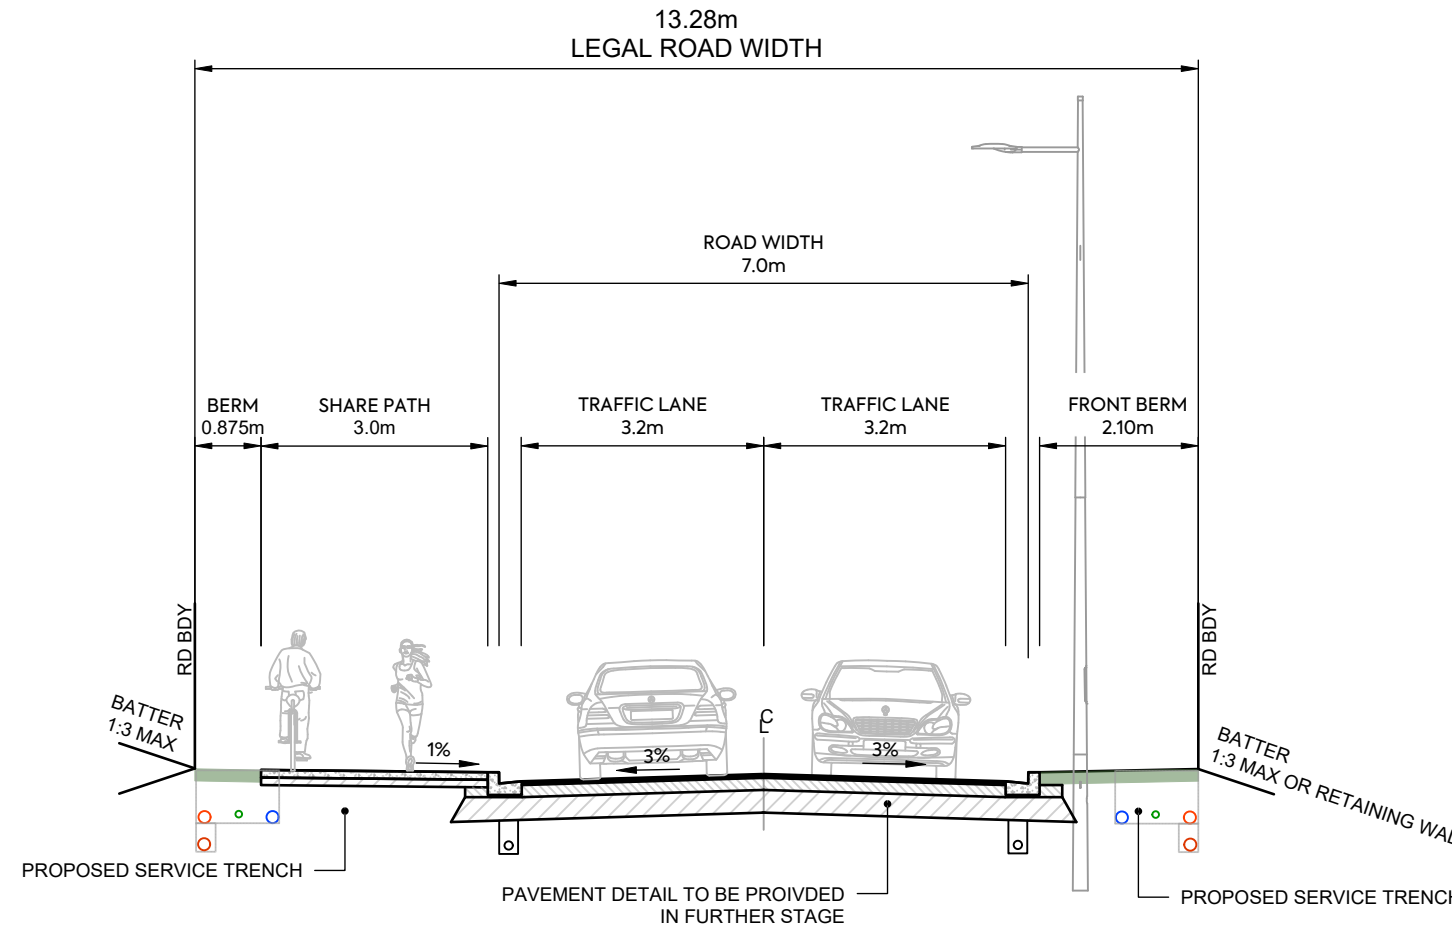 13.28m
LEGAL ROAD WIDTH
ROAD WIDTH
7.0m
BERM
0.875m
SHARE PATH
3.0m
TRAFFIC LANE
3.2m
TRAFFIC LANE
3.2m
FRONT BERM
2.10m
RD BDY
RD BDY
BATTER
1:3 MAX
1%
3%
CL
3%
BATTER
1:3 MAX OR RETAINING WAL
PROPOSED SERVICE TRENCH
PAVEMENT DETAIL TO BE PROIVDED
IN FURTHER STAGE
PROPOSED SERVICE TRENCH